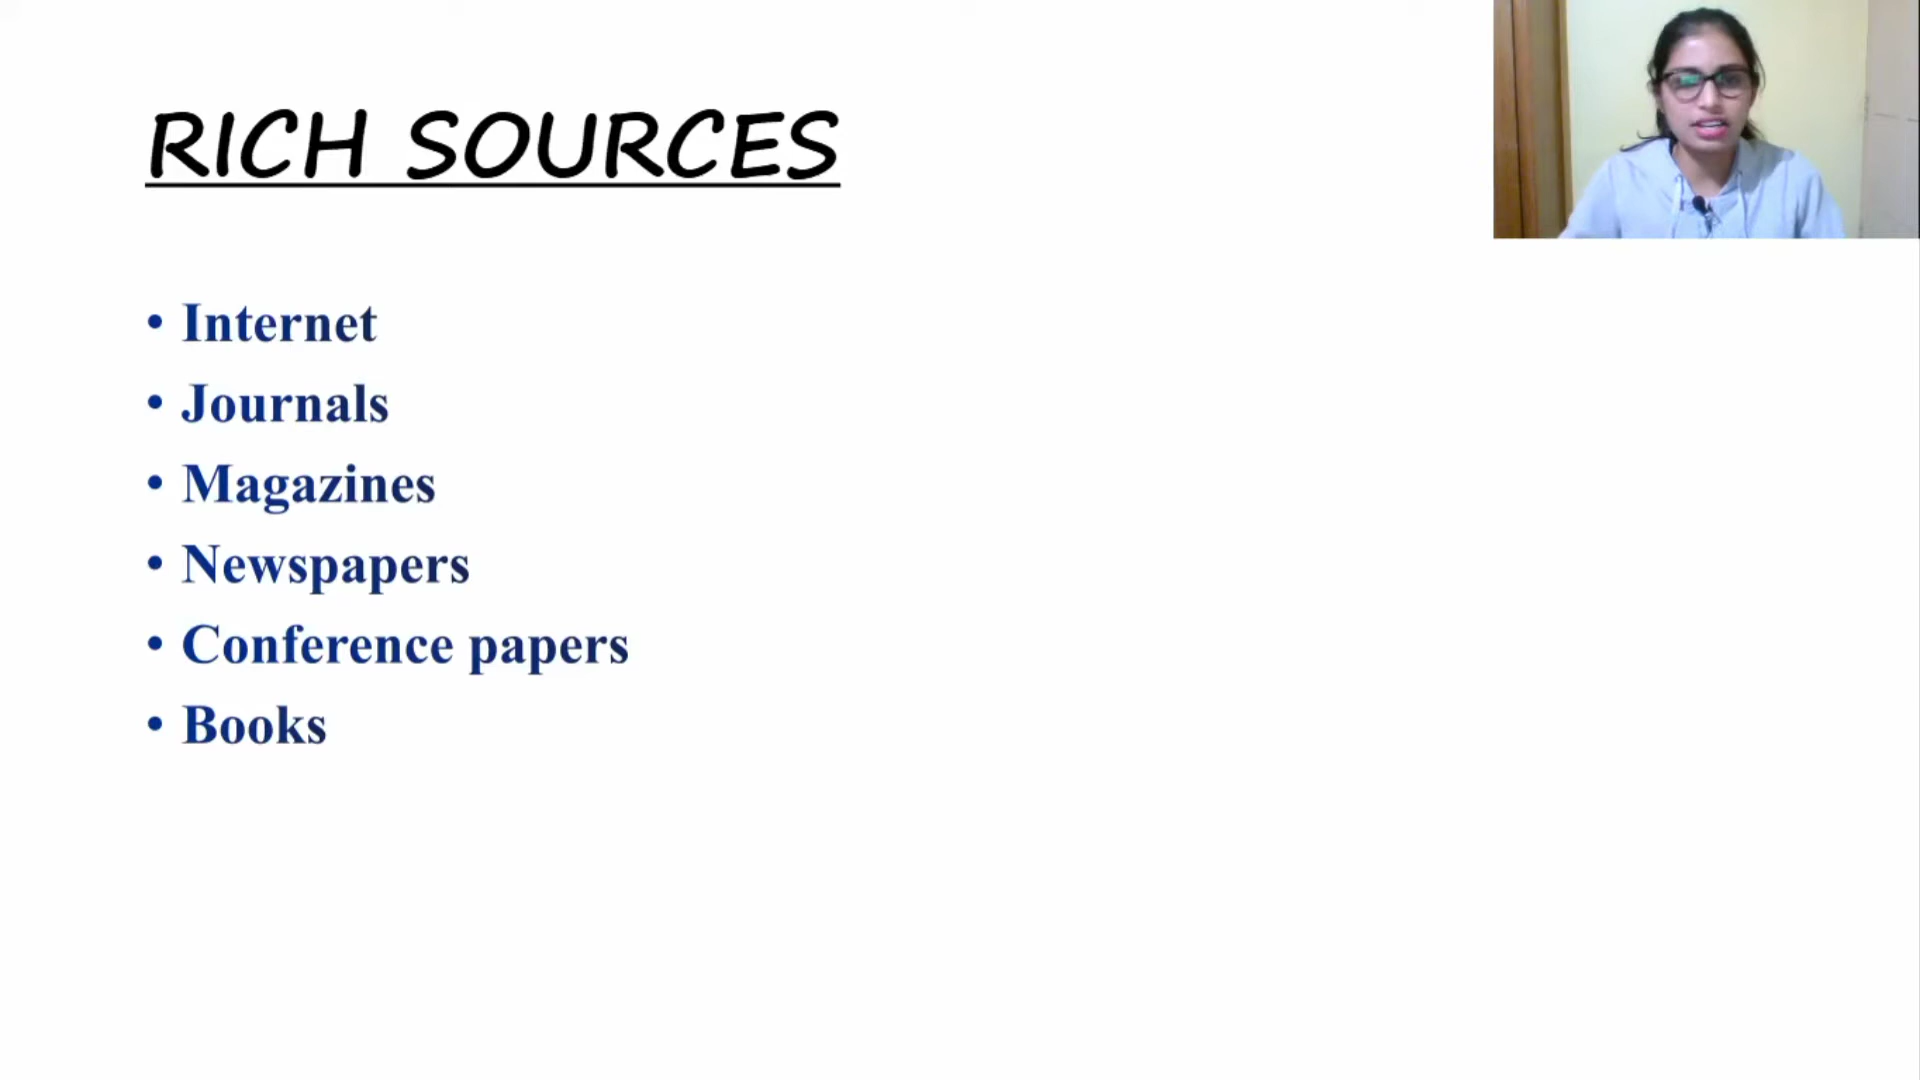 RICH SOURCES
• Internet
• Journals
• Magazines
• Newspapers
• Conference papers
• Books